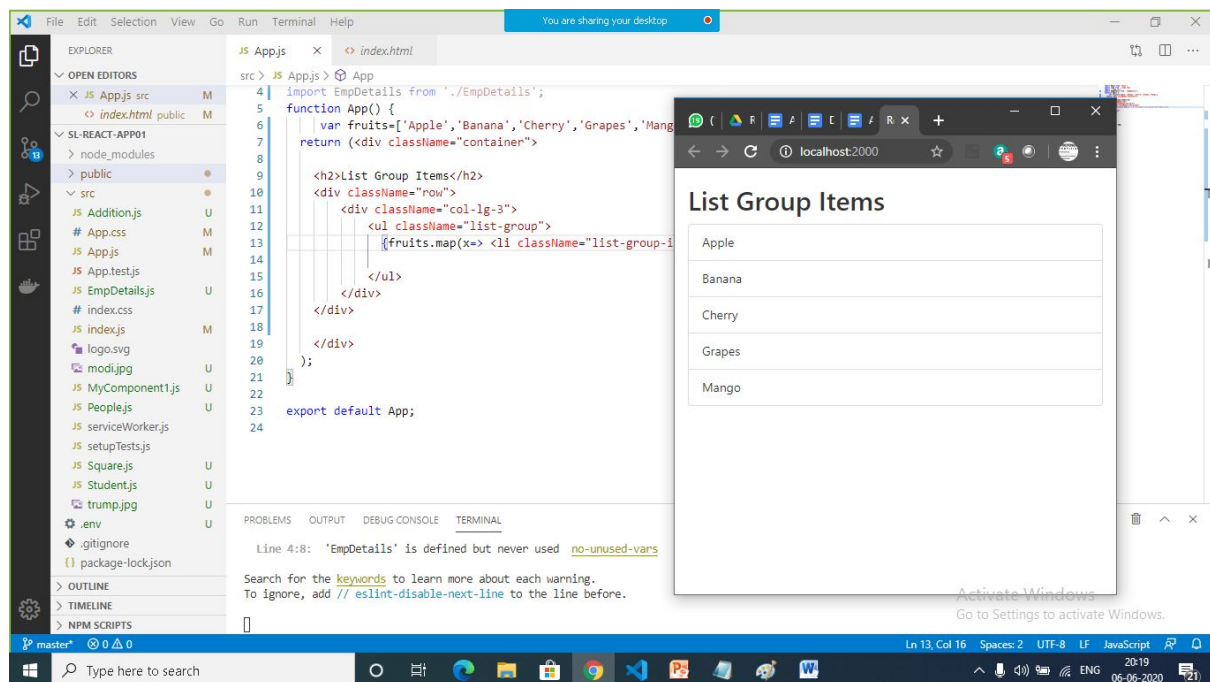 File Edit Selection View Go Run Terminal Help
You are sharing your desktop
EXPLORER
OPEN EDITORS
JS App.js src M
<> index.html public M
SL-REACT-APP01
node_modules
public
src
JS Addition.js U
# App.css M
JS App.js M
JS App.test.js
JS EmpDetails.js U
# index.css
JS index.js M
logo.svg
modi.jpg U
JS MyComponent1.js U
JS People.js U
JS serviceWorker.js
JS setupTests.js
JS Square.js U
JS Student.js U
trump.jpg U
.env U
.gitignore
{} package-lock.json
OUTLINE
TIMELINE
NPM SCRIPTS
13
JS App.js <> index.html
src > JS App.js > App
4 import EmpDetails from './EmpDetails';
5 function App() {
6 var fruits=['Apple','Banana','Cherry','Grapes','Mang
7 return (<div className="container">
8
9 <h2>List Group Items</h2>
10 <div className="row">
11 <div className="col-lg-3">
12 <ul className="list-group">
13 {fruits.map(x=> <li className="list-group-i
14
15 </ul>
16 </div>
17 </div>
18
19 </div>
20 );
21 }
22
23 export default App;
24
localhost:2000
List Group Items
Apple
Banana
Cherry
Grapes
Mango
PROBLEMS OUTPUT DEBUG CONSOLE TERMINAL
Line 4:8: 'EmpDetails' is defined but never used no-unused-vars
Search for the keywords to learn more about each warning.
To ignore, add // eslint-disable-next-line to the line before.
Activate Windows
Go to Settings to activate Windows.
master* 0 0
Ln 13, Col 16 Spaces: 2 UTF-8 LF JavaScript
Type here to search
ENG
20:19
06-06-2020
21